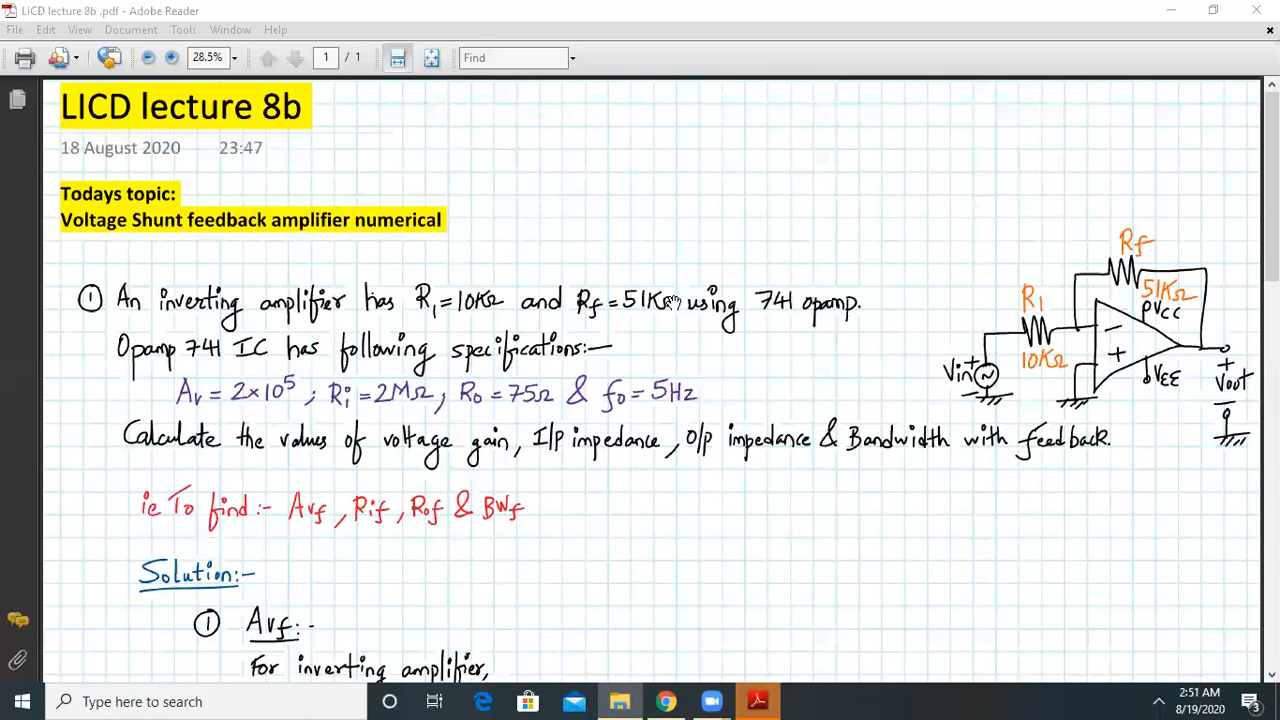 LICD lecture 8b .pdf - Adobe Reader
File Edit View Document Tools Window Help
28.5% 1 / 1 Find
LICD lecture 8b
18 August 2020 23:47
Todays topic:
Voltage Shunt feedback amplifier numerical
① An inverting amplifier has R1 = 10KΩ and Rf = 51KΩ using 741 opamp.
Opamp 741 IC has following specifications:-
Av = 2×10^5 ; Ri = 2MΩ, Ro = 75Ω & fo = 5Hz
Calculate the values of voltage gain, I/p impedance, O/p impedance & Bandwidth with feedback.
Rf
51KΩ
R1
10KΩ
VCC
VEE
Vin +
+
Vout
-
-
+
ie To find:- Avf, Rif, Rof & BWf
Solution:-
① Avf:-
For inverting amplifier,
Type here to search
2:51 AM
8/19/2020
3